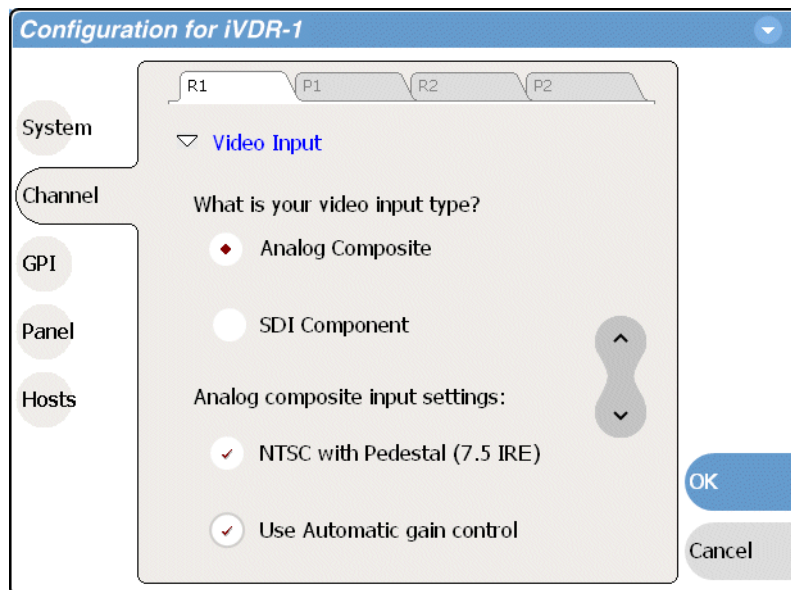 Configuration for iVDR-1
R1
P1
R2
P2
System
Channel
GPI
Panel
Hosts
Video Input
What is your video input type?
Analog Composite
SDI Component
Analog composite input settings:
NTSC with Pedestal (7.5 IRE)
Use Automatic gain control
OK
Cancel